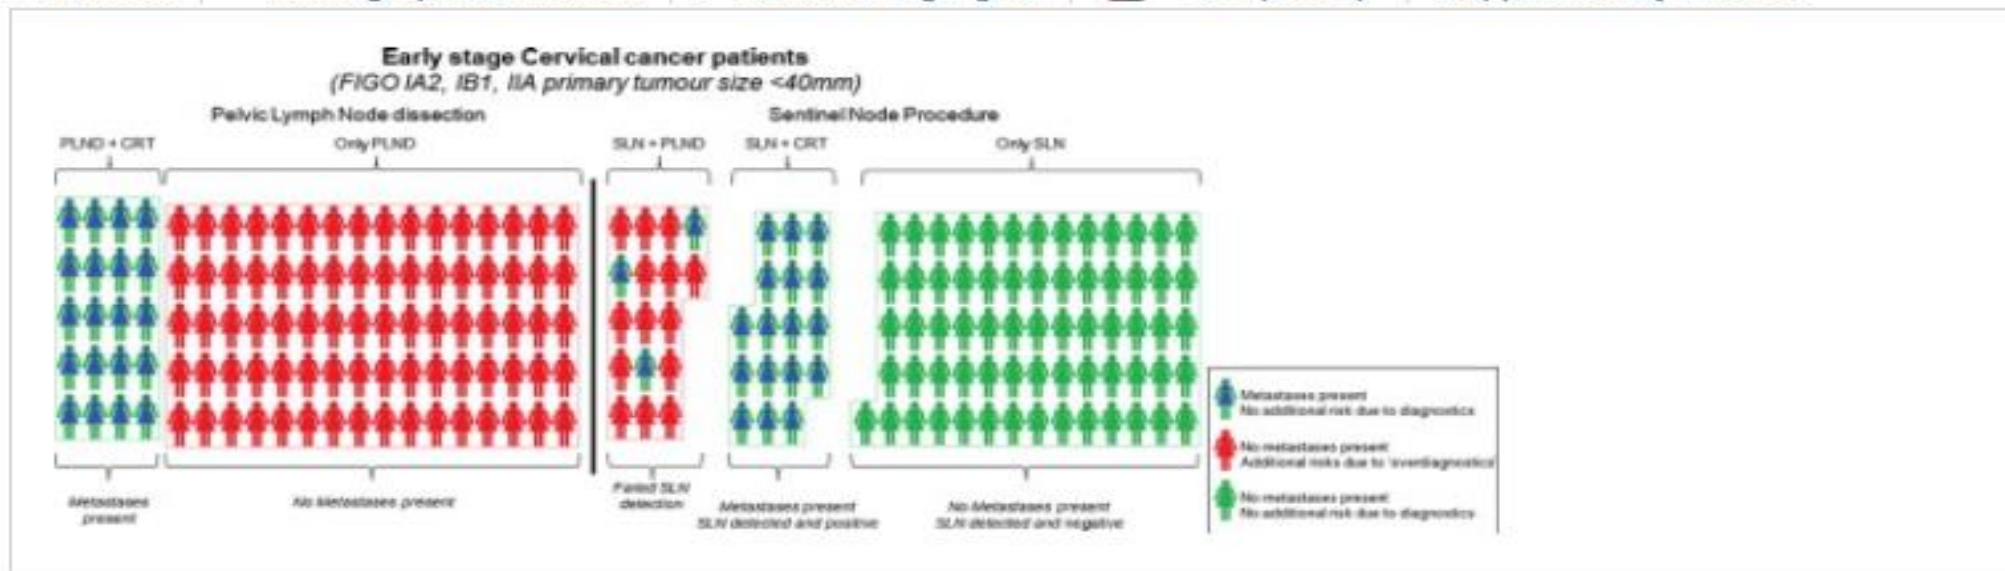 Early stage Cervical cancer patients
(FIGO IA2, IB1, IIA primary tumour size <40mm)
Pelvic Lymph Node dissection
Sentinel Node Procedure
PLND + CRT
Only PLND
SLN + PLND
SLN + CRT
Only SLN
Metastases
present
No Metastases present
Failed SLN
detection
Metastases present
SLN detected and positive
No Metastases present
SLN detected and negative
Metastases present
No additional risk due to diagnostics
No metastases present
Additional risks due to 'overdiagnostics'
No metastases present
No additional risk due to diagnostics